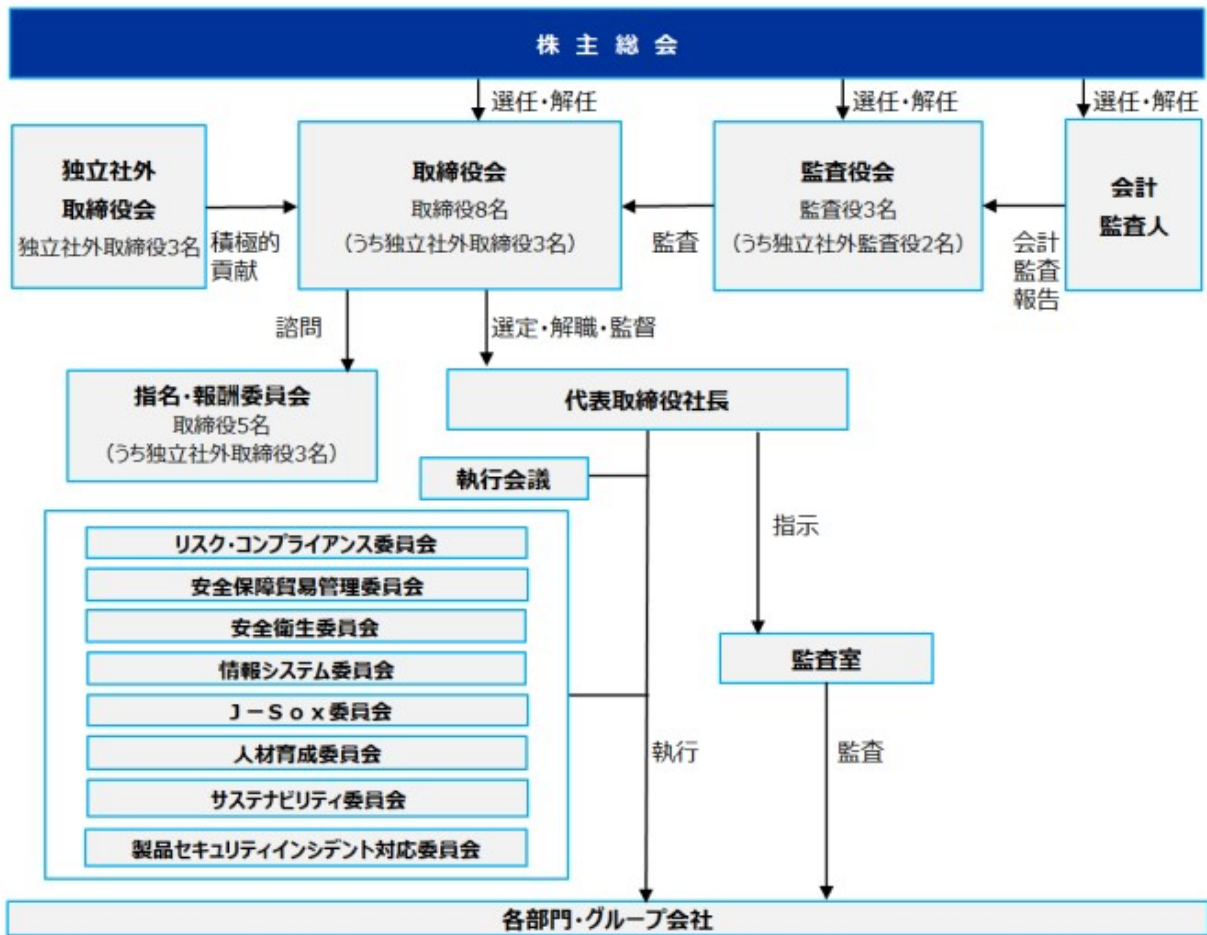 株 主 総 会
選任・解任
選任・解任
選任・解任
独立社外
取締役会
独立社外取締役3名
積極的
貢献
取締役会
取締役8名
（うち独立社外取締役3名）
監査
監査役会
監査役3名
（うち独立社外監査役2名）
会計
監査
報告
会計
監査人
諮問
選定・解職・監督
指名・報酬委員会
取締役5名
（うち独立社外取締役3名）
代表取締役社長
執行会議
指示
リスク・コンプライアンス委員会
安全保障貿易管理委員会
安全衛生委員会
情報システム委員会
Ｊ－Ｓｏｘ委員会
人材育成委員会
サステナビリティ委員会
製品セキュリティインシデント対応委員会
監査室
執行
監査
各部門・グループ会社